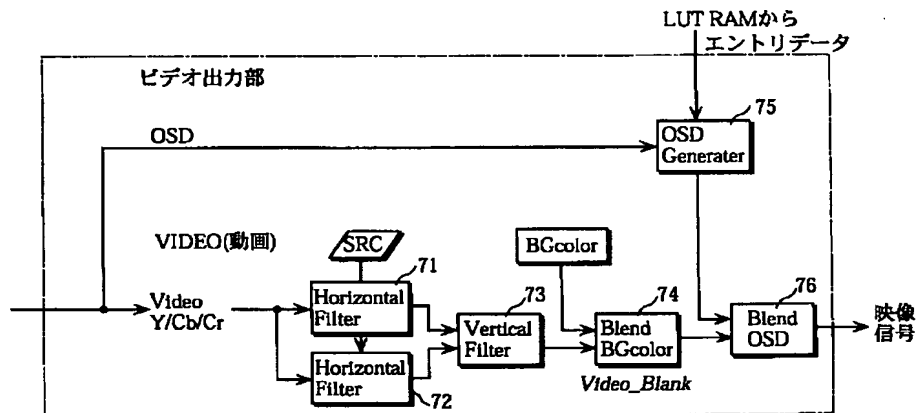 LUT RAMから
エントリデータ
ビデオ出力部
75
OSD
OSD
Generater
VIDEO(動画)
SRC
BGcolor
71
73
74
76
Video
Y/Cb/Cr
Horizontal
Filter
Vertical
Filter
Blend
BGcolor
Blend
OSD
映像
信号
Horizontal
Filter
72
Video_Blank